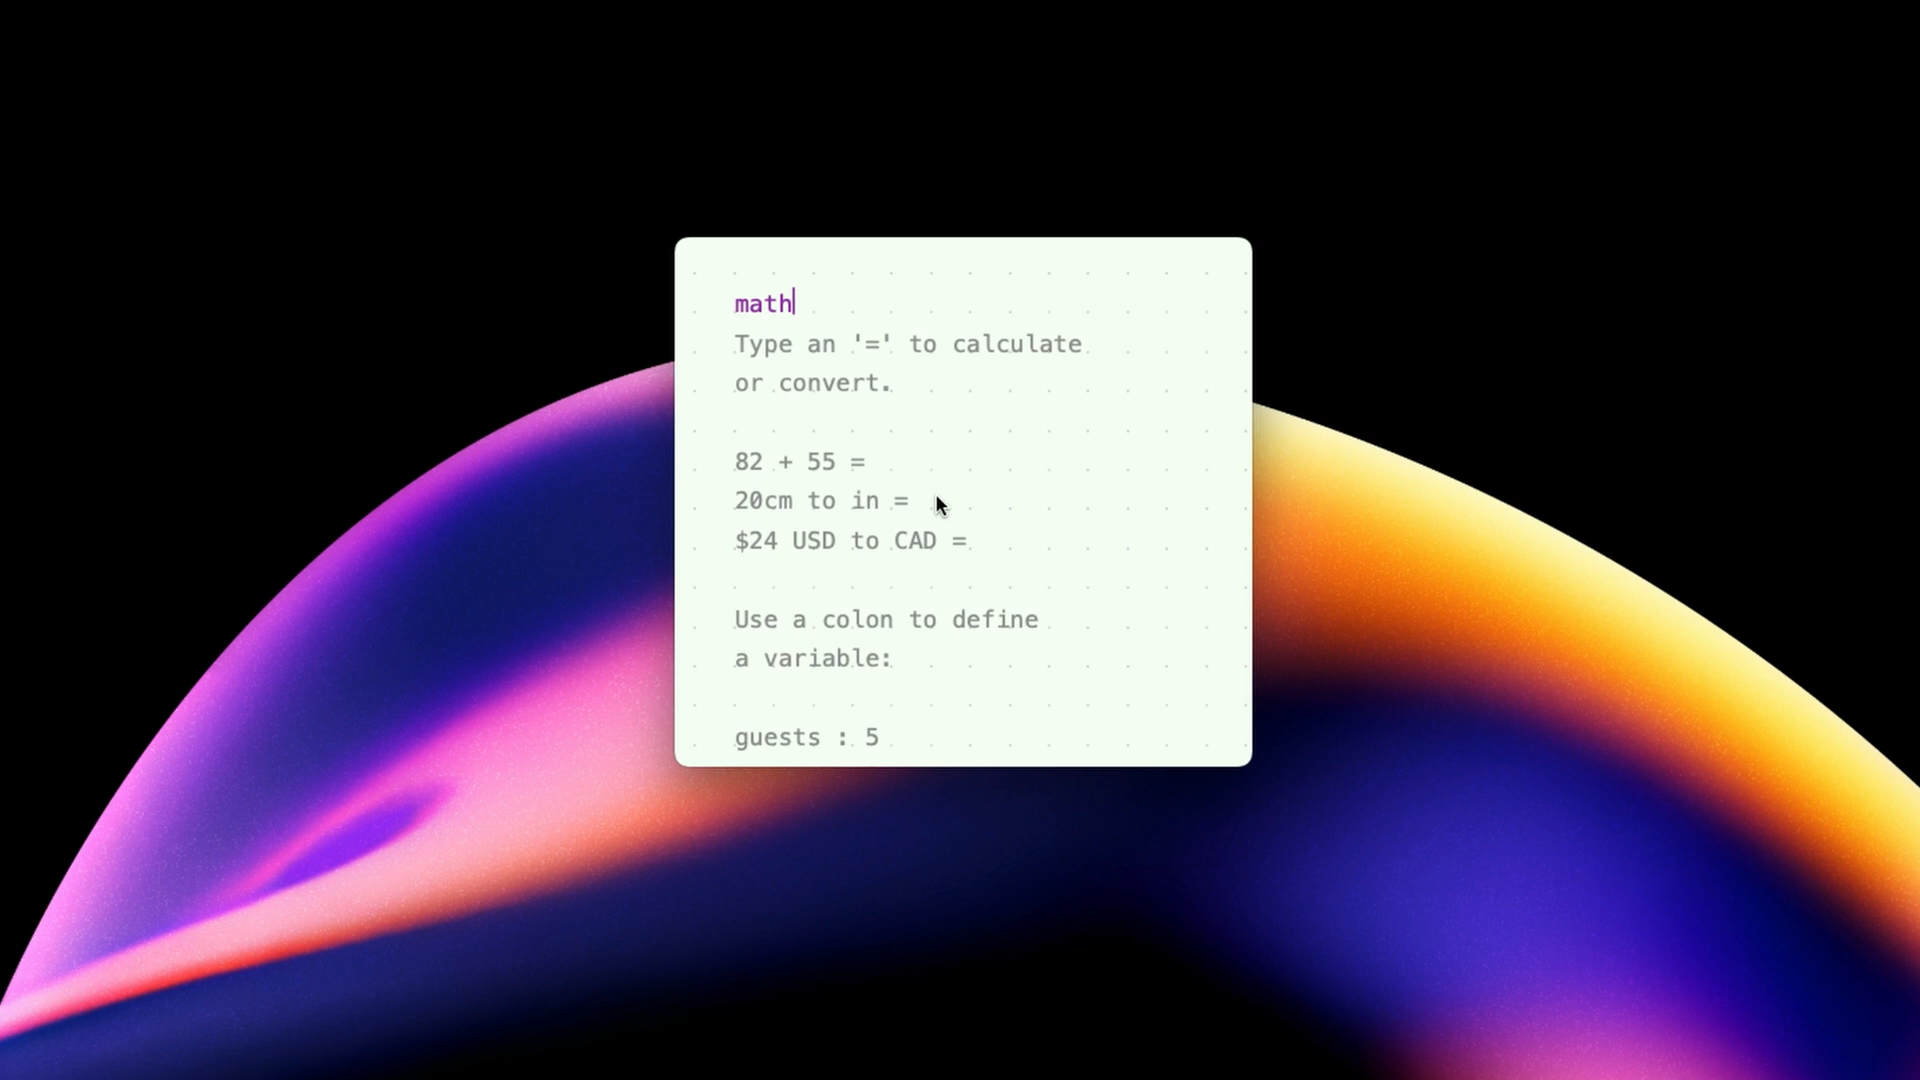 math
Type an '=' to calculate
or convert.
82 + 55 =
20cm to in =
$24 USD to CAD =
Use a colon to define
a variable:
guests : 5